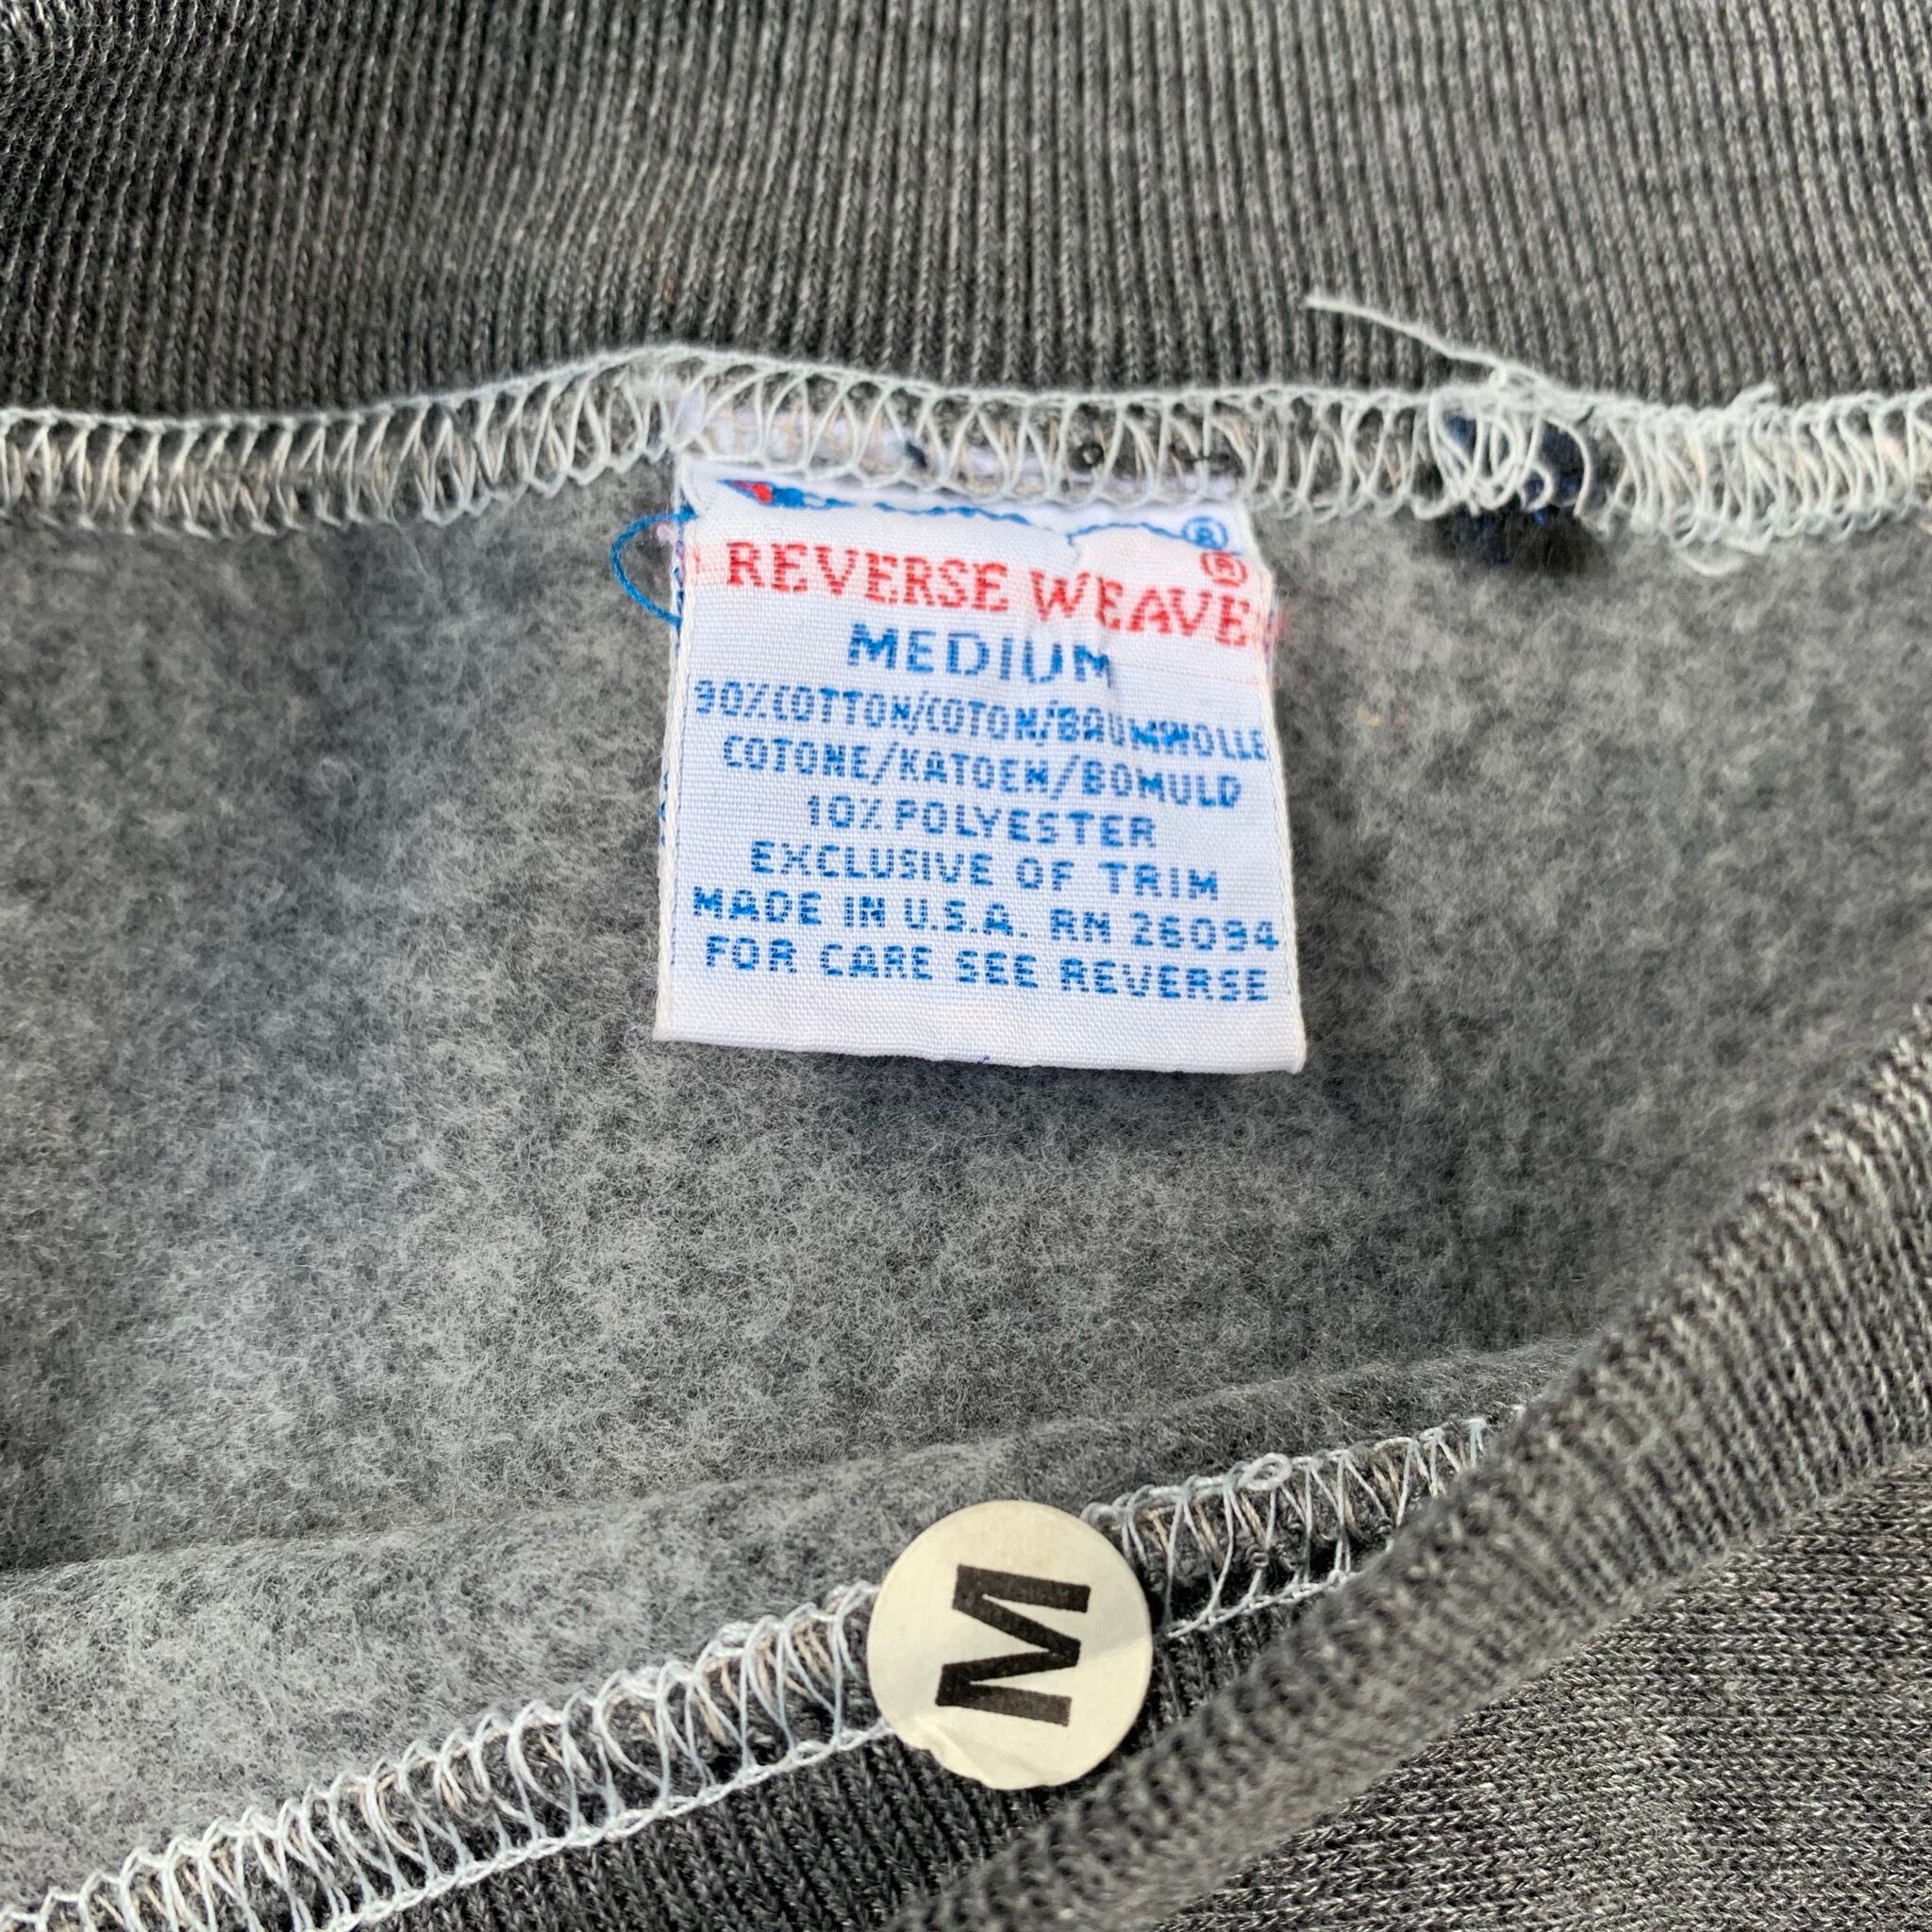 ®
REVERSE WEAVE ®
MEDIUM
90% COTTON/COTON/BAUMWOLLE
COTONE/KATOEN/BOMULD
10% POLYESTER
EXCLUSIVE OF TRIM
MADE IN U.S.A. RN 26094
FOR CARE SEE REVERSE
M